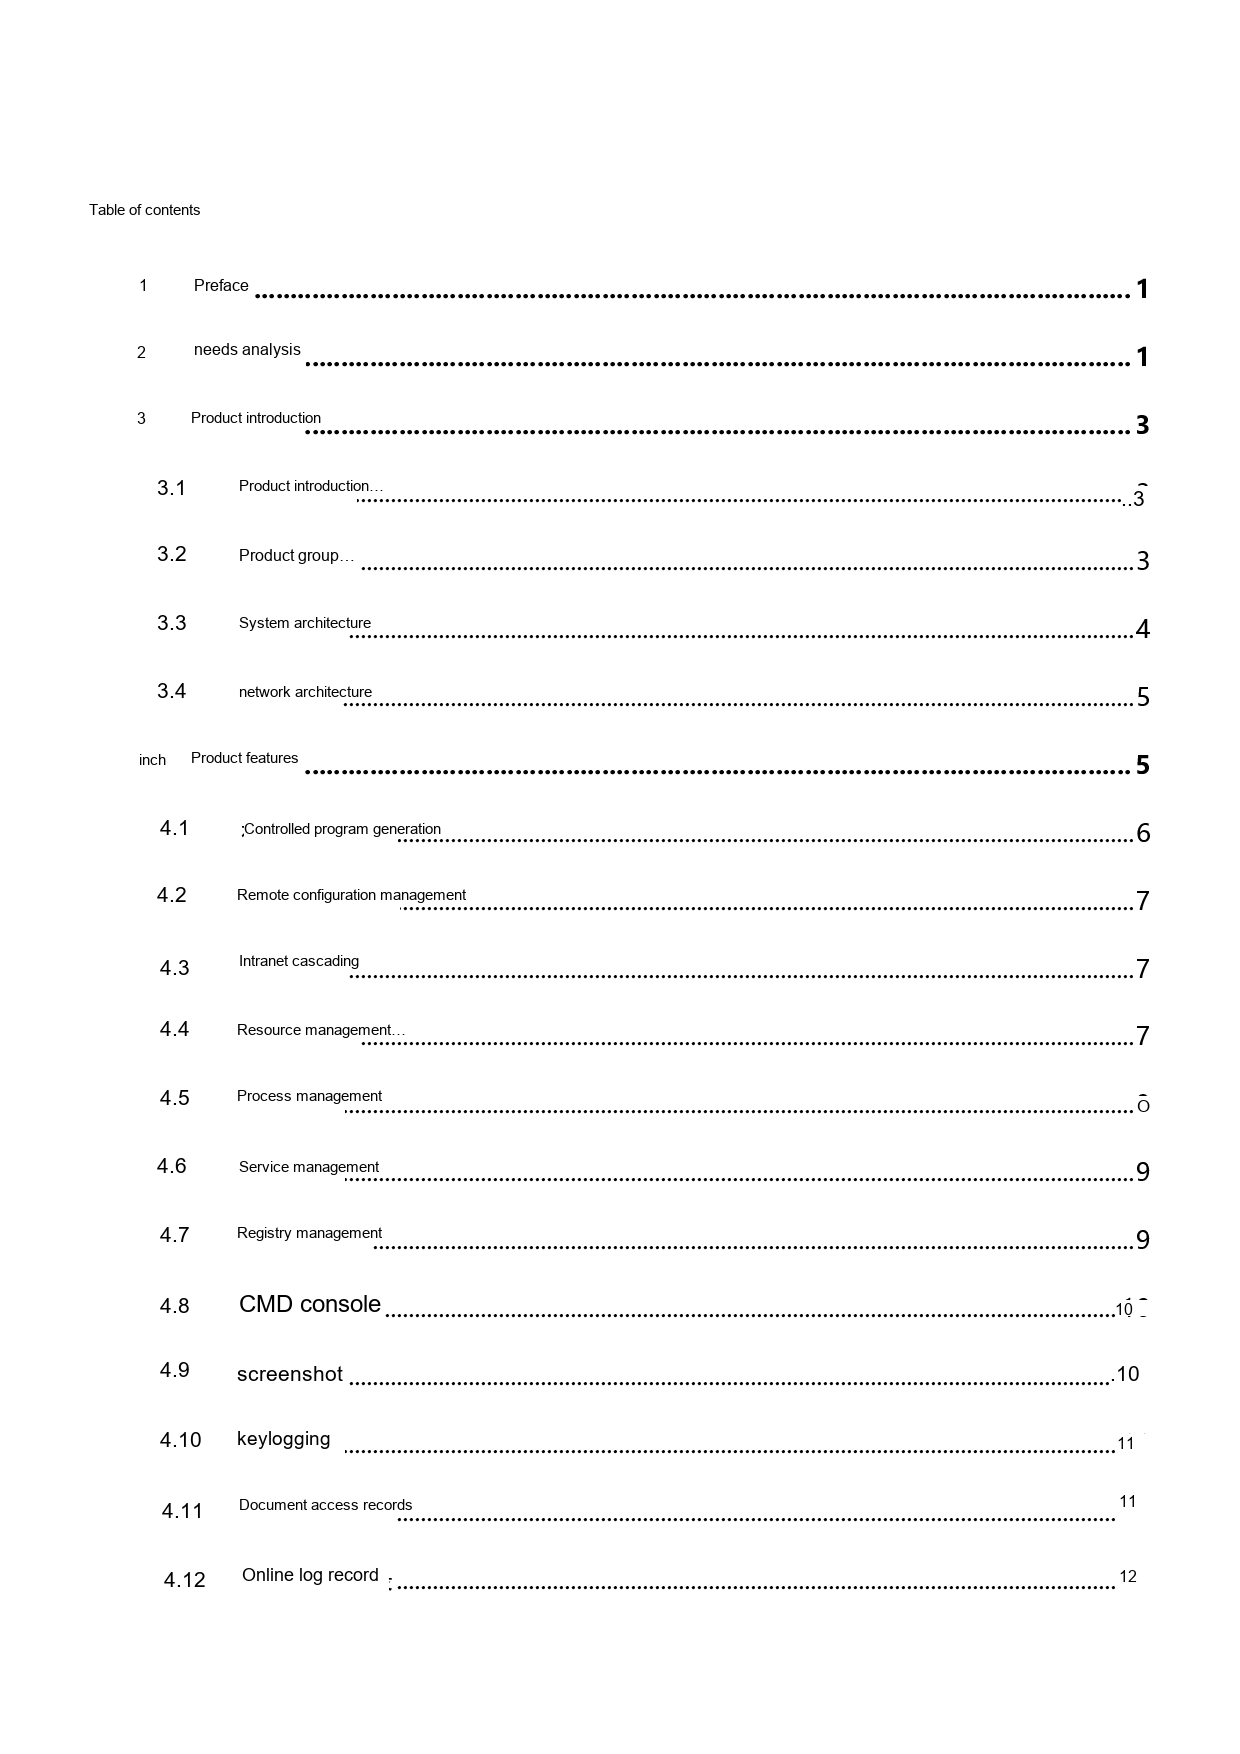 Table of contents
1 Preface ........ 1
2 needs analysis ........ 1
3 Product introduction ........ 3
3.1 Product introduction… ........ 3
3.2 Product group… ........ 3
3.3 System architecture ........ 4
3.4 network architecture ........ 5
inch Product features ........ 5
4.1 ;Controlled program generation ........ 6
4.2 Remote configuration management ........ 7
4.3 Intranet cascading ........ 7
4.4 Resource management… ........ 7
4.5 Process management ........
4.6 Service management ........ 9
4.7 Registry management ........ 9
4.8 CMD console ........ 10
4.9 screenshot ........ 10
4.10 keylogging ........ 11
4.11 Document access records ........ 11
4.12 Online log record ........ 12